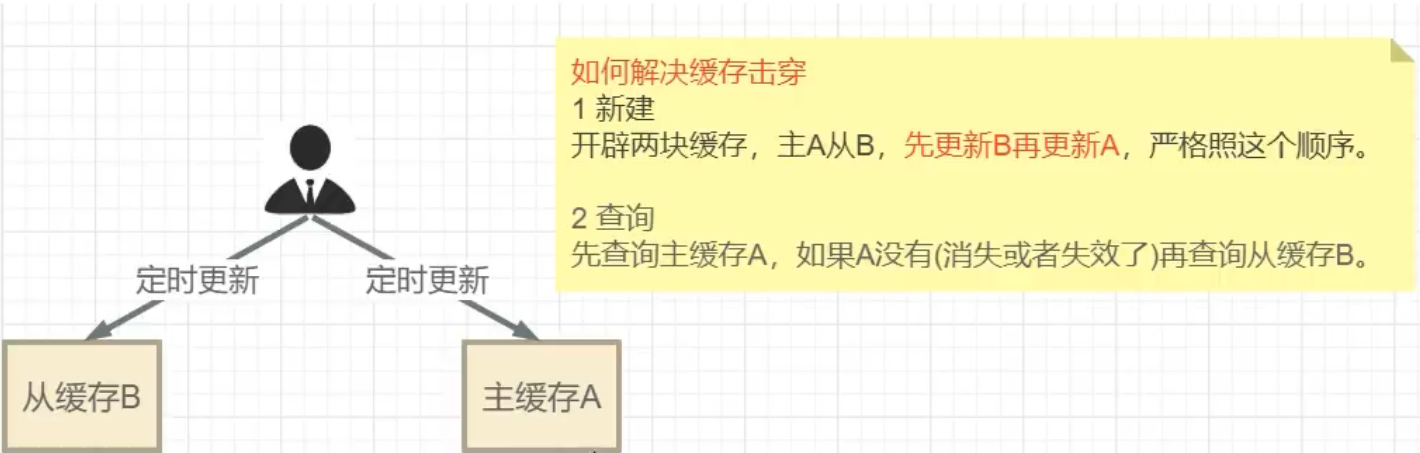 如何解决缓存击穿
1 新建
开辟两块缓存，主A从B，先更新B再更新A，严格照这个顺序。
2 查询
先查询主缓存A，如果A没有(消失或者失效了)再查询从缓存B。
定时更新
定时更新
从缓存B
主缓存A